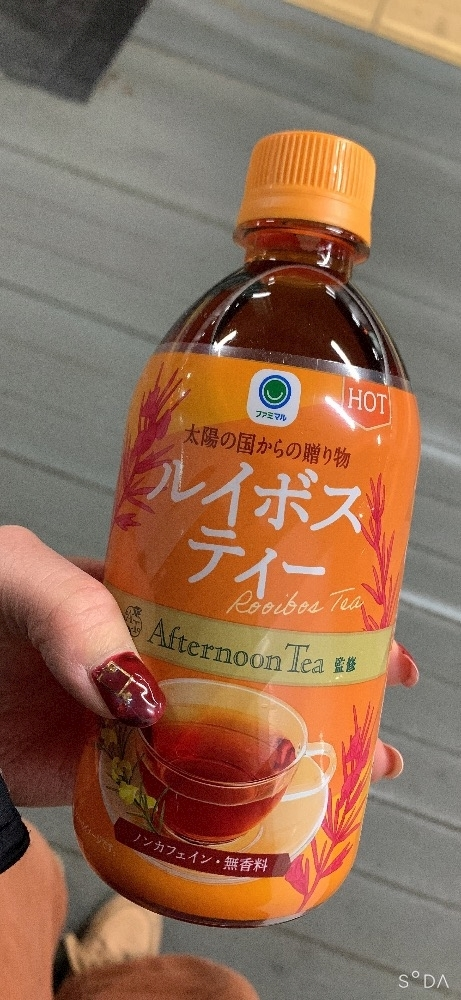 ファミマル
HOT
太陽の国からの贈り物
ルイボス
ティー
Rooibos Tea
Afternoon Tea 監修
ノンカフェイン・無香料
SODA